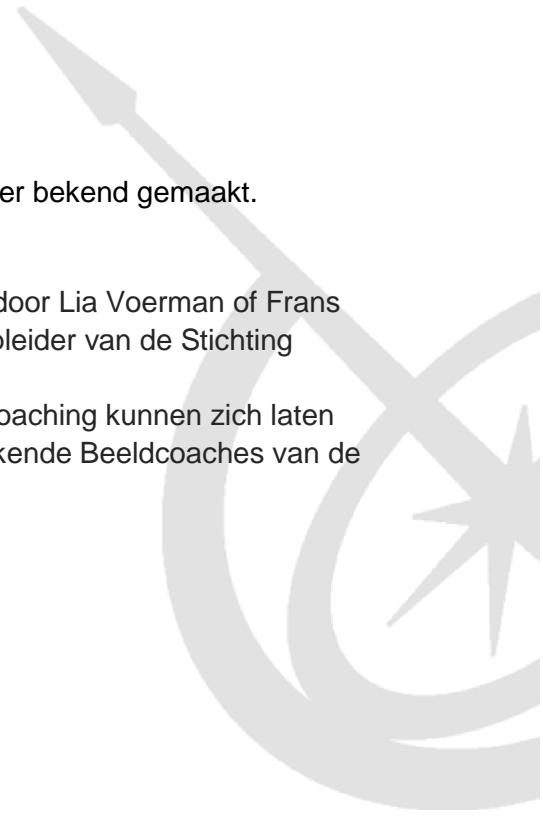 er bekend gemaakt.
door Lia Voerman of Frans
pleider van de Stichting
oaching kunnen zich laten
kende Beeldcoaches van de